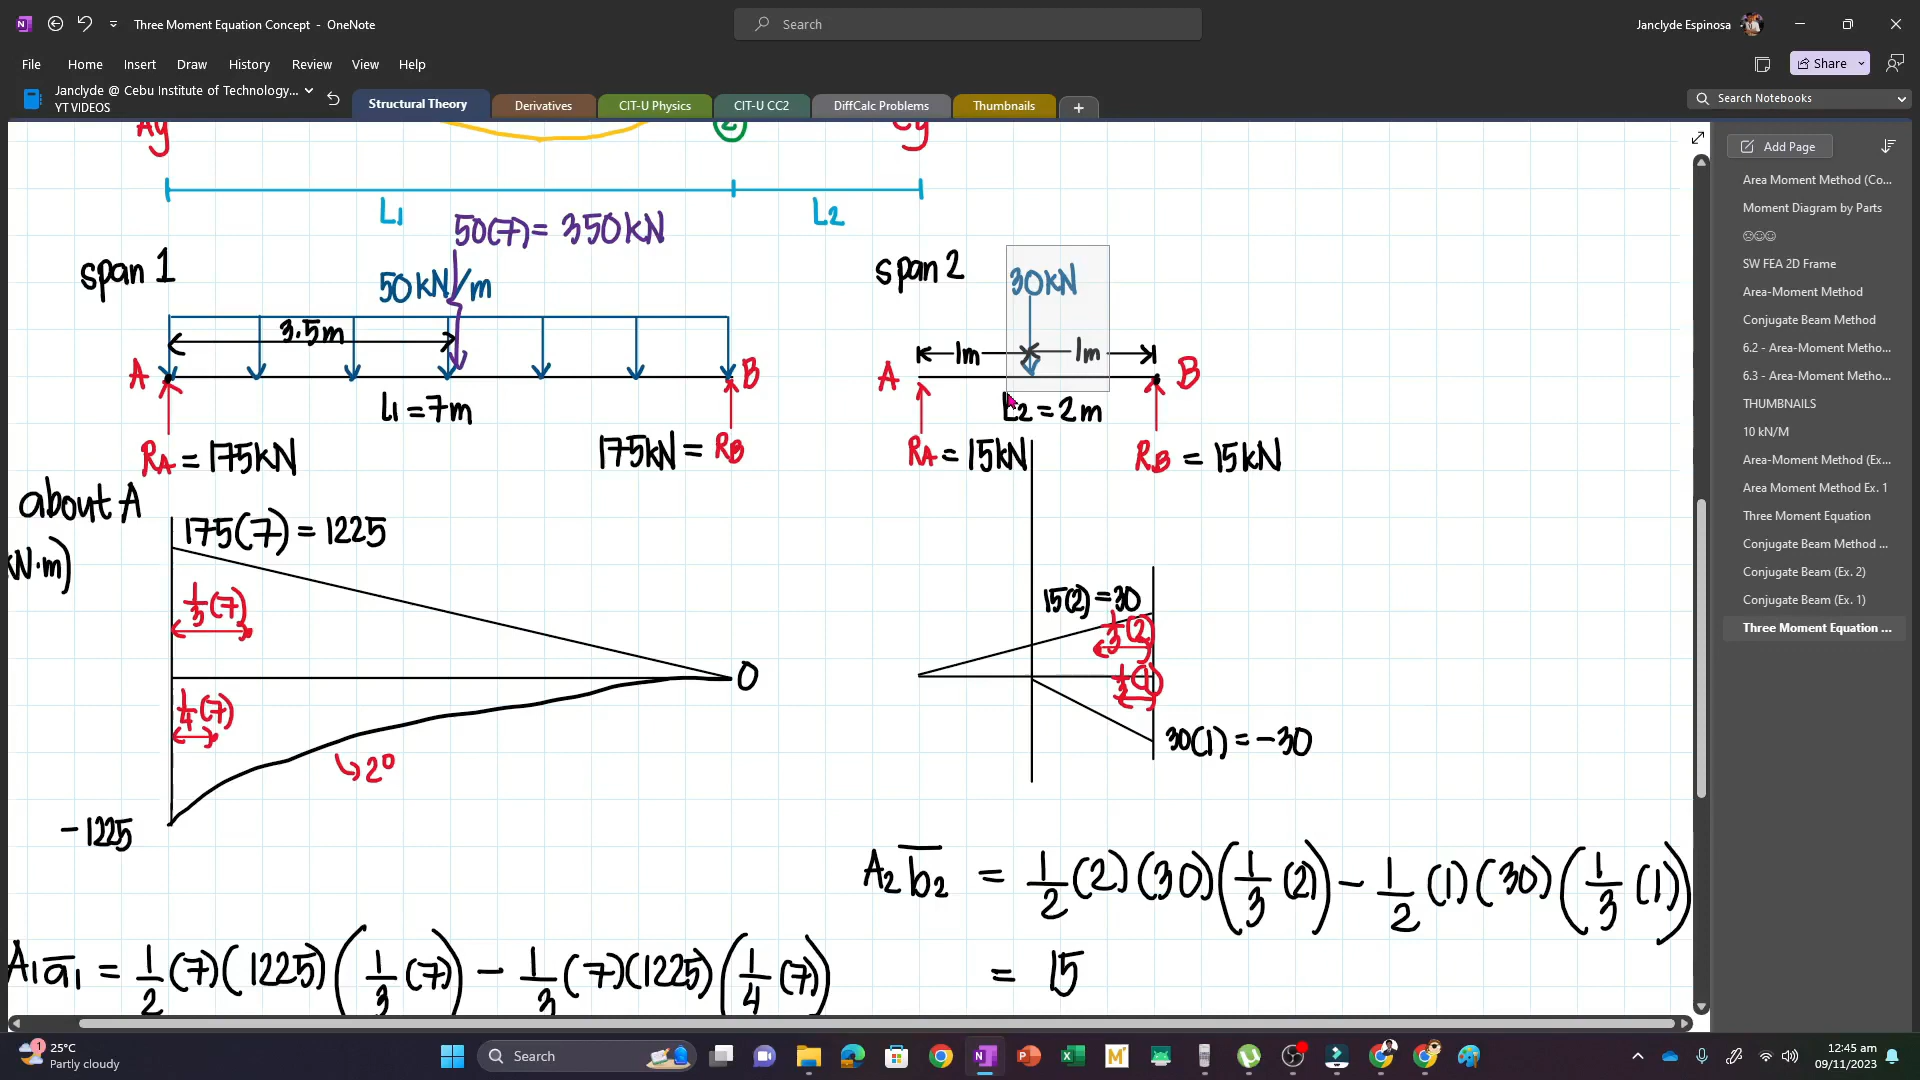 Three Moment Equation Concept - OneNote
Search
Janclyde Espinosa
File Home Insert Draw History Review View Help
Share
Janclyde @ Cebu Institute of Technology...
YT VIDEOS
Structural Theory
Derivatives
CIT-U Physics
CIT-U CC2
DiffCalc Problems
Thumbnails
+
Search Notebooks
Add Page
Area Moment Method (Co...
Moment Diagram by Parts
☹☺☺
SW FEA 2D Frame
Area-Moment Method
Conjugate Beam Method
6.2 - Area-Moment Metho...
6.3 - Area-Moment Metho...
THUMBNAILS
10 kN/M
Area-Moment Method (Ex...
Area Moment Method Ex. 1
Three Moment Equation
Conjugate Beam Method ...
Conjugate Beam (Ex. 2)
Conjugate Beam (Ex. 1)
Three Moment Equation ...
Ay
2
Cy
L1
L2
50(7) = 350kN
span 1
50kN/m
3.5m
A
B
L1 = 7m
RA = 175kN
175kN = RB
span 2
30kN
1m
1m
A
B
L2 = 2m
RA = 15kN
RB = 15kN
about A
kN·m)
175(7) = 1225
1/3(7)
0
1/4(7)
2°
-1225
15(2) = 30
1/3(2)
1/3(1)
30(1) = -30
A2b̅2 = 1/2 (2)(30)(1/3 (2)) - 1/2 (1)(30)(1/3 (1))
= 15
A1a̅1 = 1/2 (7)(1225)(1/3 (7)) - 1/3 (7)(1225)(1/4 (7))
1
25°C
Partly cloudy
Search
12:45 am
09/11/2023